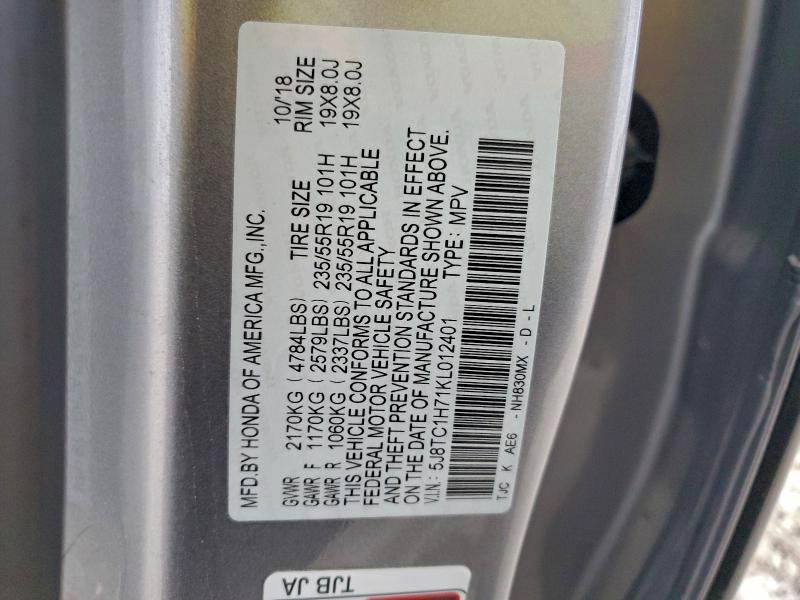 MFD.BY HONDA OF AMERICA MFG.,INC. 10/'18
TIRE SIZE RIM SIZE
GVWR 2170KG ( 4784LBS)
GAWR F 1170KG ( 2579LBS) 235/55R19 101H 19X8.0J
GAWR R 1060KG ( 2337LBS) 235/55R19 101H 19X8.0J
THIS VEHICLE CONFORMS TO ALL APPLICABLE
FEDERAL MOTOR VEHICLE SAFETY
AND THEFT PREVENTION STANDARDS IN EFFECT
ON THE DATE OF MANUFACTURE SHOWN ABOVE.
V.I.N.: 5J8TC1H71KL012401 TYPE: MPV
TJC K AE6 - NH830MX - D - L
TJB JA